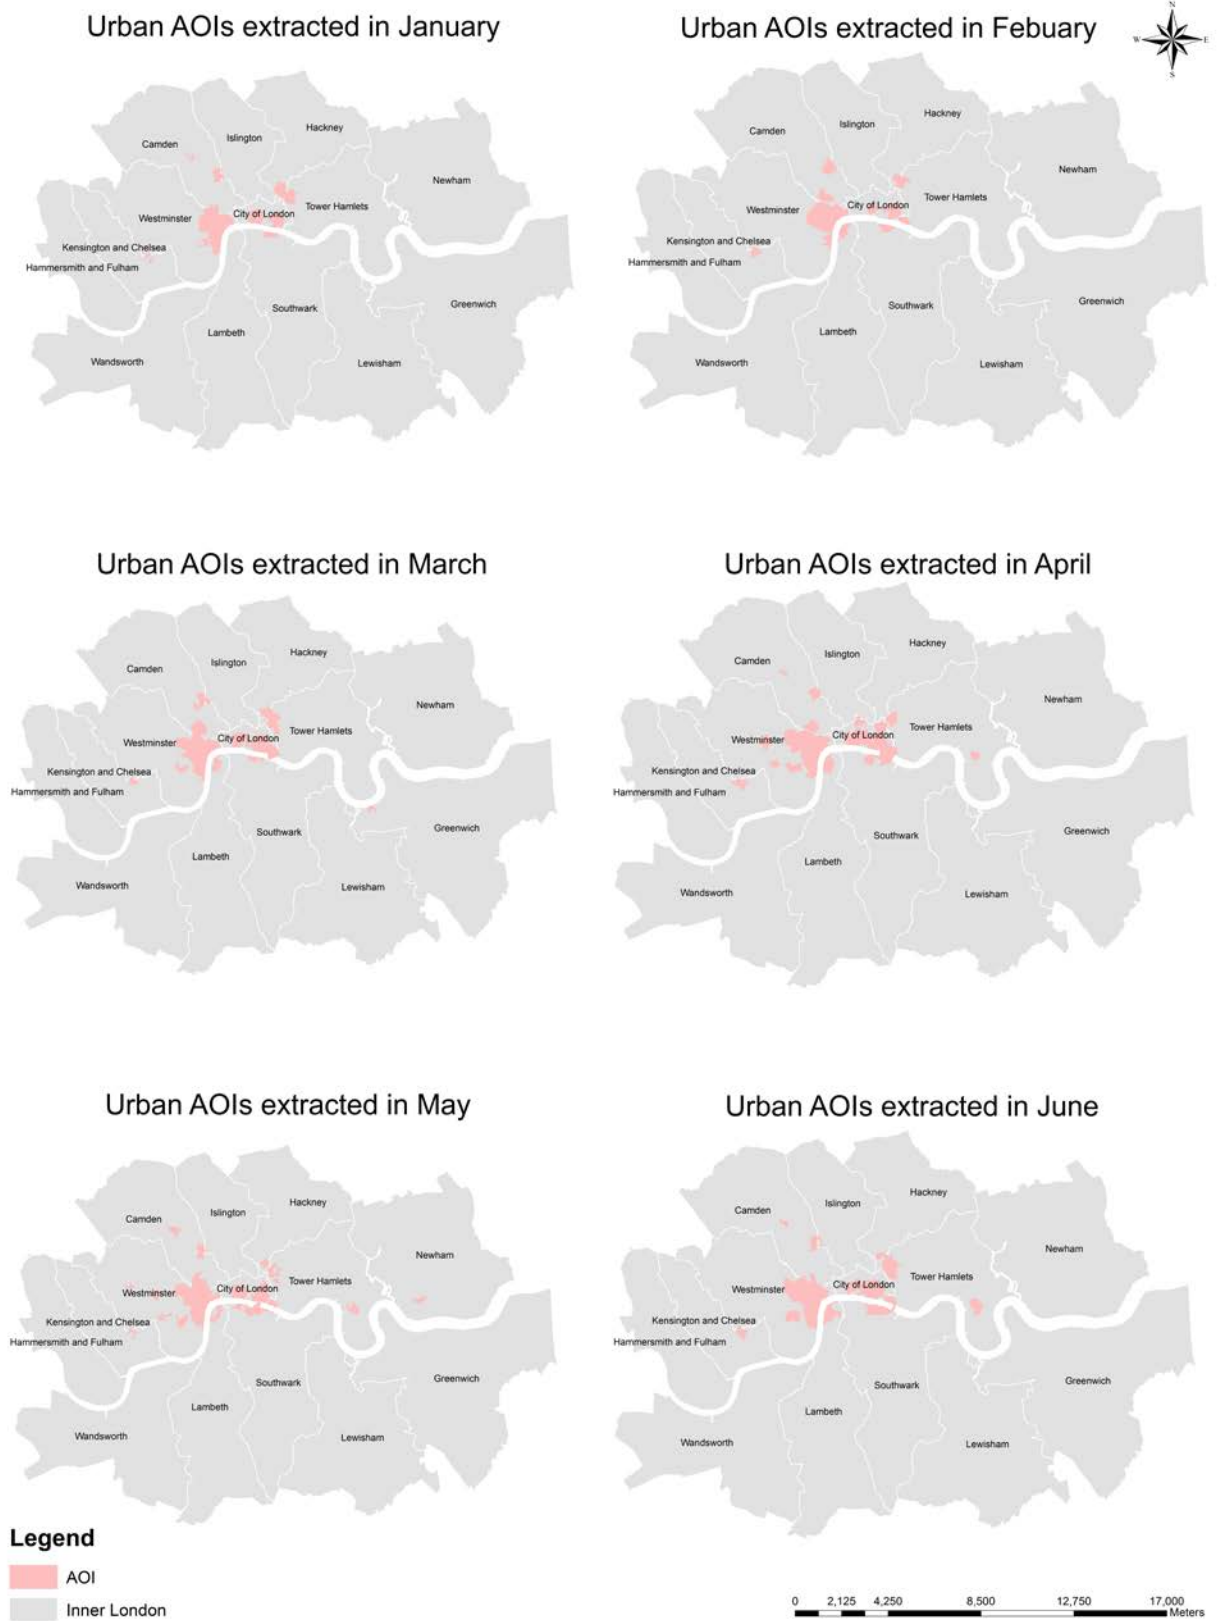 Urban AOIs extracted in January
Camden
Islington
Hackney
Newham
Westminster
City of London
Tower Hamlets
Kensington and Chelsea
Hammersmith and Fulham
Greenwich
Southwark
Lambeth
Wandsworth
Lewisham
Urban AOIs extracted in Febuary
N
W
E
S
Camden
Islington
Hackney
Newham
Westminster
City of London
Tower Hamlets
Kensington and Chelsea
Hammersmith and Fulham
Greenwich
Southwark
Lambeth
Wandsworth
Lewisham
Urban AOIs extracted in March
Camden
Islington
Hackney
Newham
Westminster
City of London
Tower Hamlets
Kensington and Chelsea
Hammersmith and Fulham
Greenwich
Southwark
Lambeth
Wandsworth
Lewisham
Urban AOIs extracted in April
Camden
Islington
Hackney
Newham
Westminster
City of London
Tower Hamlets
Kensington and Chelsea
Hammersmith and Fulham
Greenwich
Southwark
Lambeth
Wandsworth
Lewisham
Urban AOIs extracted in May
Camden
Islington
Hackney
Newham
Westminster
City of London
Tower Hamlets
Kensington and Chelsea
Hammersmith and Fulham
Greenwich
Southwark
Lambeth
Wandsworth
Lewisham
Urban AOIs extracted in June
Camden
Islington
Hackney
Newham
Westminster
City of London
Tower Hamlets
Kensington and Chelsea
Hammersmith and Fulham
Greenwich
Southwark
Lambeth
Wandsworth
Lewisham
Legend
AOI
Inner London
0 2,125 4,250 8,500 12,750 17,000
Meters